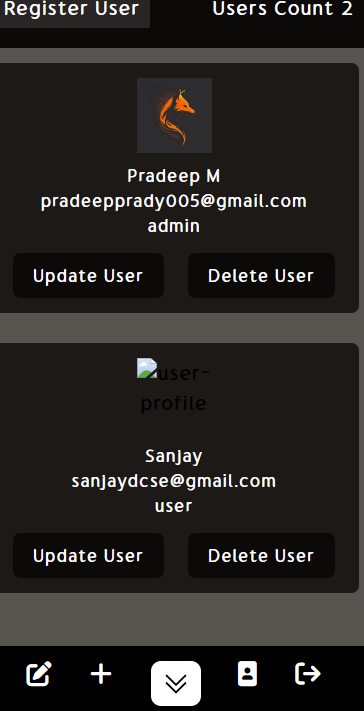 Register User
Users Count 2
Pradeep M
pradeepprady005@gmail.com
admin
Update User
Delete User
user-
profile
Sanjay
sanjaydcse@gmail.com
user
Update User
Delete User